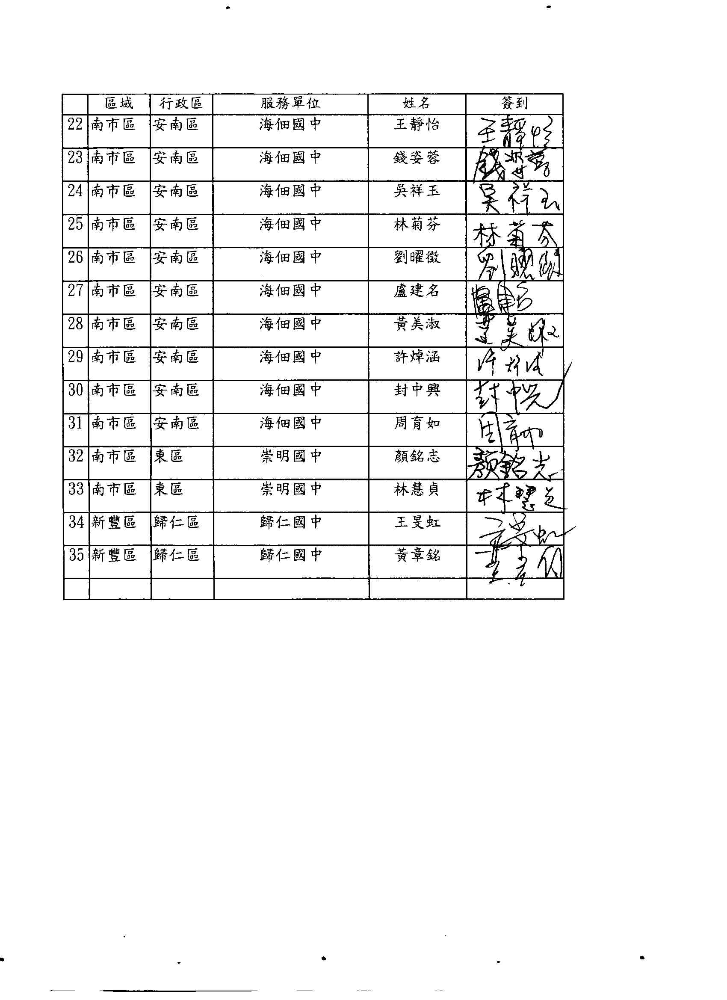 區域 行政區 服務單位 姓名 簽到
22 南市區 安南區 海佃國中 王靜怡 王靜怡
23 南市區 安南區 海佃國中 錢姿蓉 錢姿蓉
24 南市區 安南區 海佃國中 吳祥玉 吳祥玉
25 南市區 安南區 海佃國中 林菊芬 林菊芬
26 南市區 安南區 海佃國中 劉曜徵 劉曜徵
27 南市區 安南區 海佃國中 盧建名 盧建名
28 南市區 安南區 海佃國中 黃美淑 黃美淑
29 南市區 安南區 海佃國中 許焯涵 許焯涵
30 南市區 安南區 海佃國中 封中興 封中興
31 南市區 安南區 海佃國中 周育如 周育如
32 南市區 東區 崇明國中 顏銘志 顏銘志
33 南市區 東區 崇明國中 林慧貞 林慧貞
34 新豐區 歸仁區 歸仁國中 王旻虹 王旻虹
35 新豐區 歸仁區 歸仁國中 黃章銘 黃章銘